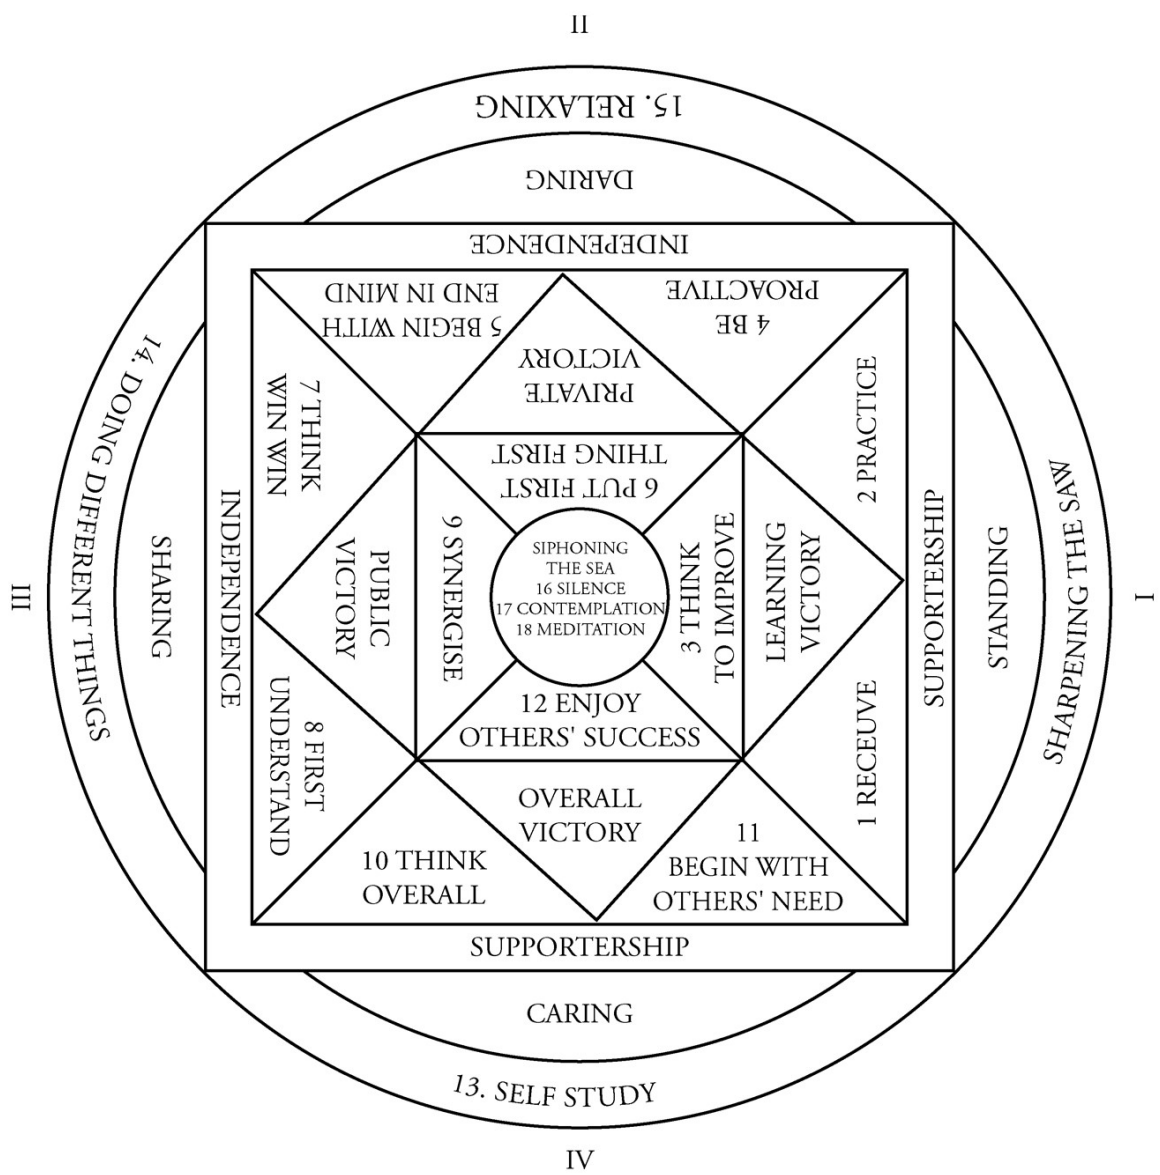 II
15. RELAXING
DARING
INDEPENDENCE
5 BEGIN WITH
END IN MIND
4 BE
PROACTIVE
PRIVATE
VICTORY
6 PUT FIRST
THING FIRST
14. DOING DIFFERENT THINGS
III
SHARING
INDEPENDENCE
7 THINK
WIN WIN
PUBLIC
VICTORY
9 SYNERGISE
8 FIRST
UNDERSTAND
SIPHONING
THE SEA
16 SILENCE
17 CONTEMPLATION
18 MEDITATION
3 THINK
TO IMPROVE
LEARNING
VICTORY
2 PRACTICE
1 RECEUVE
SUPPORTERSHIP
STANDING
SHARPENING THE SAW
I
12 ENJOY
OTHERS' SUCCESS
OVERALL
VICTORY
10 THINK
OVERALL
11
BEGIN WITH
OTHERS' NEED
SUPPORTERSHIP
CARING
13. SELF STUDY
IV